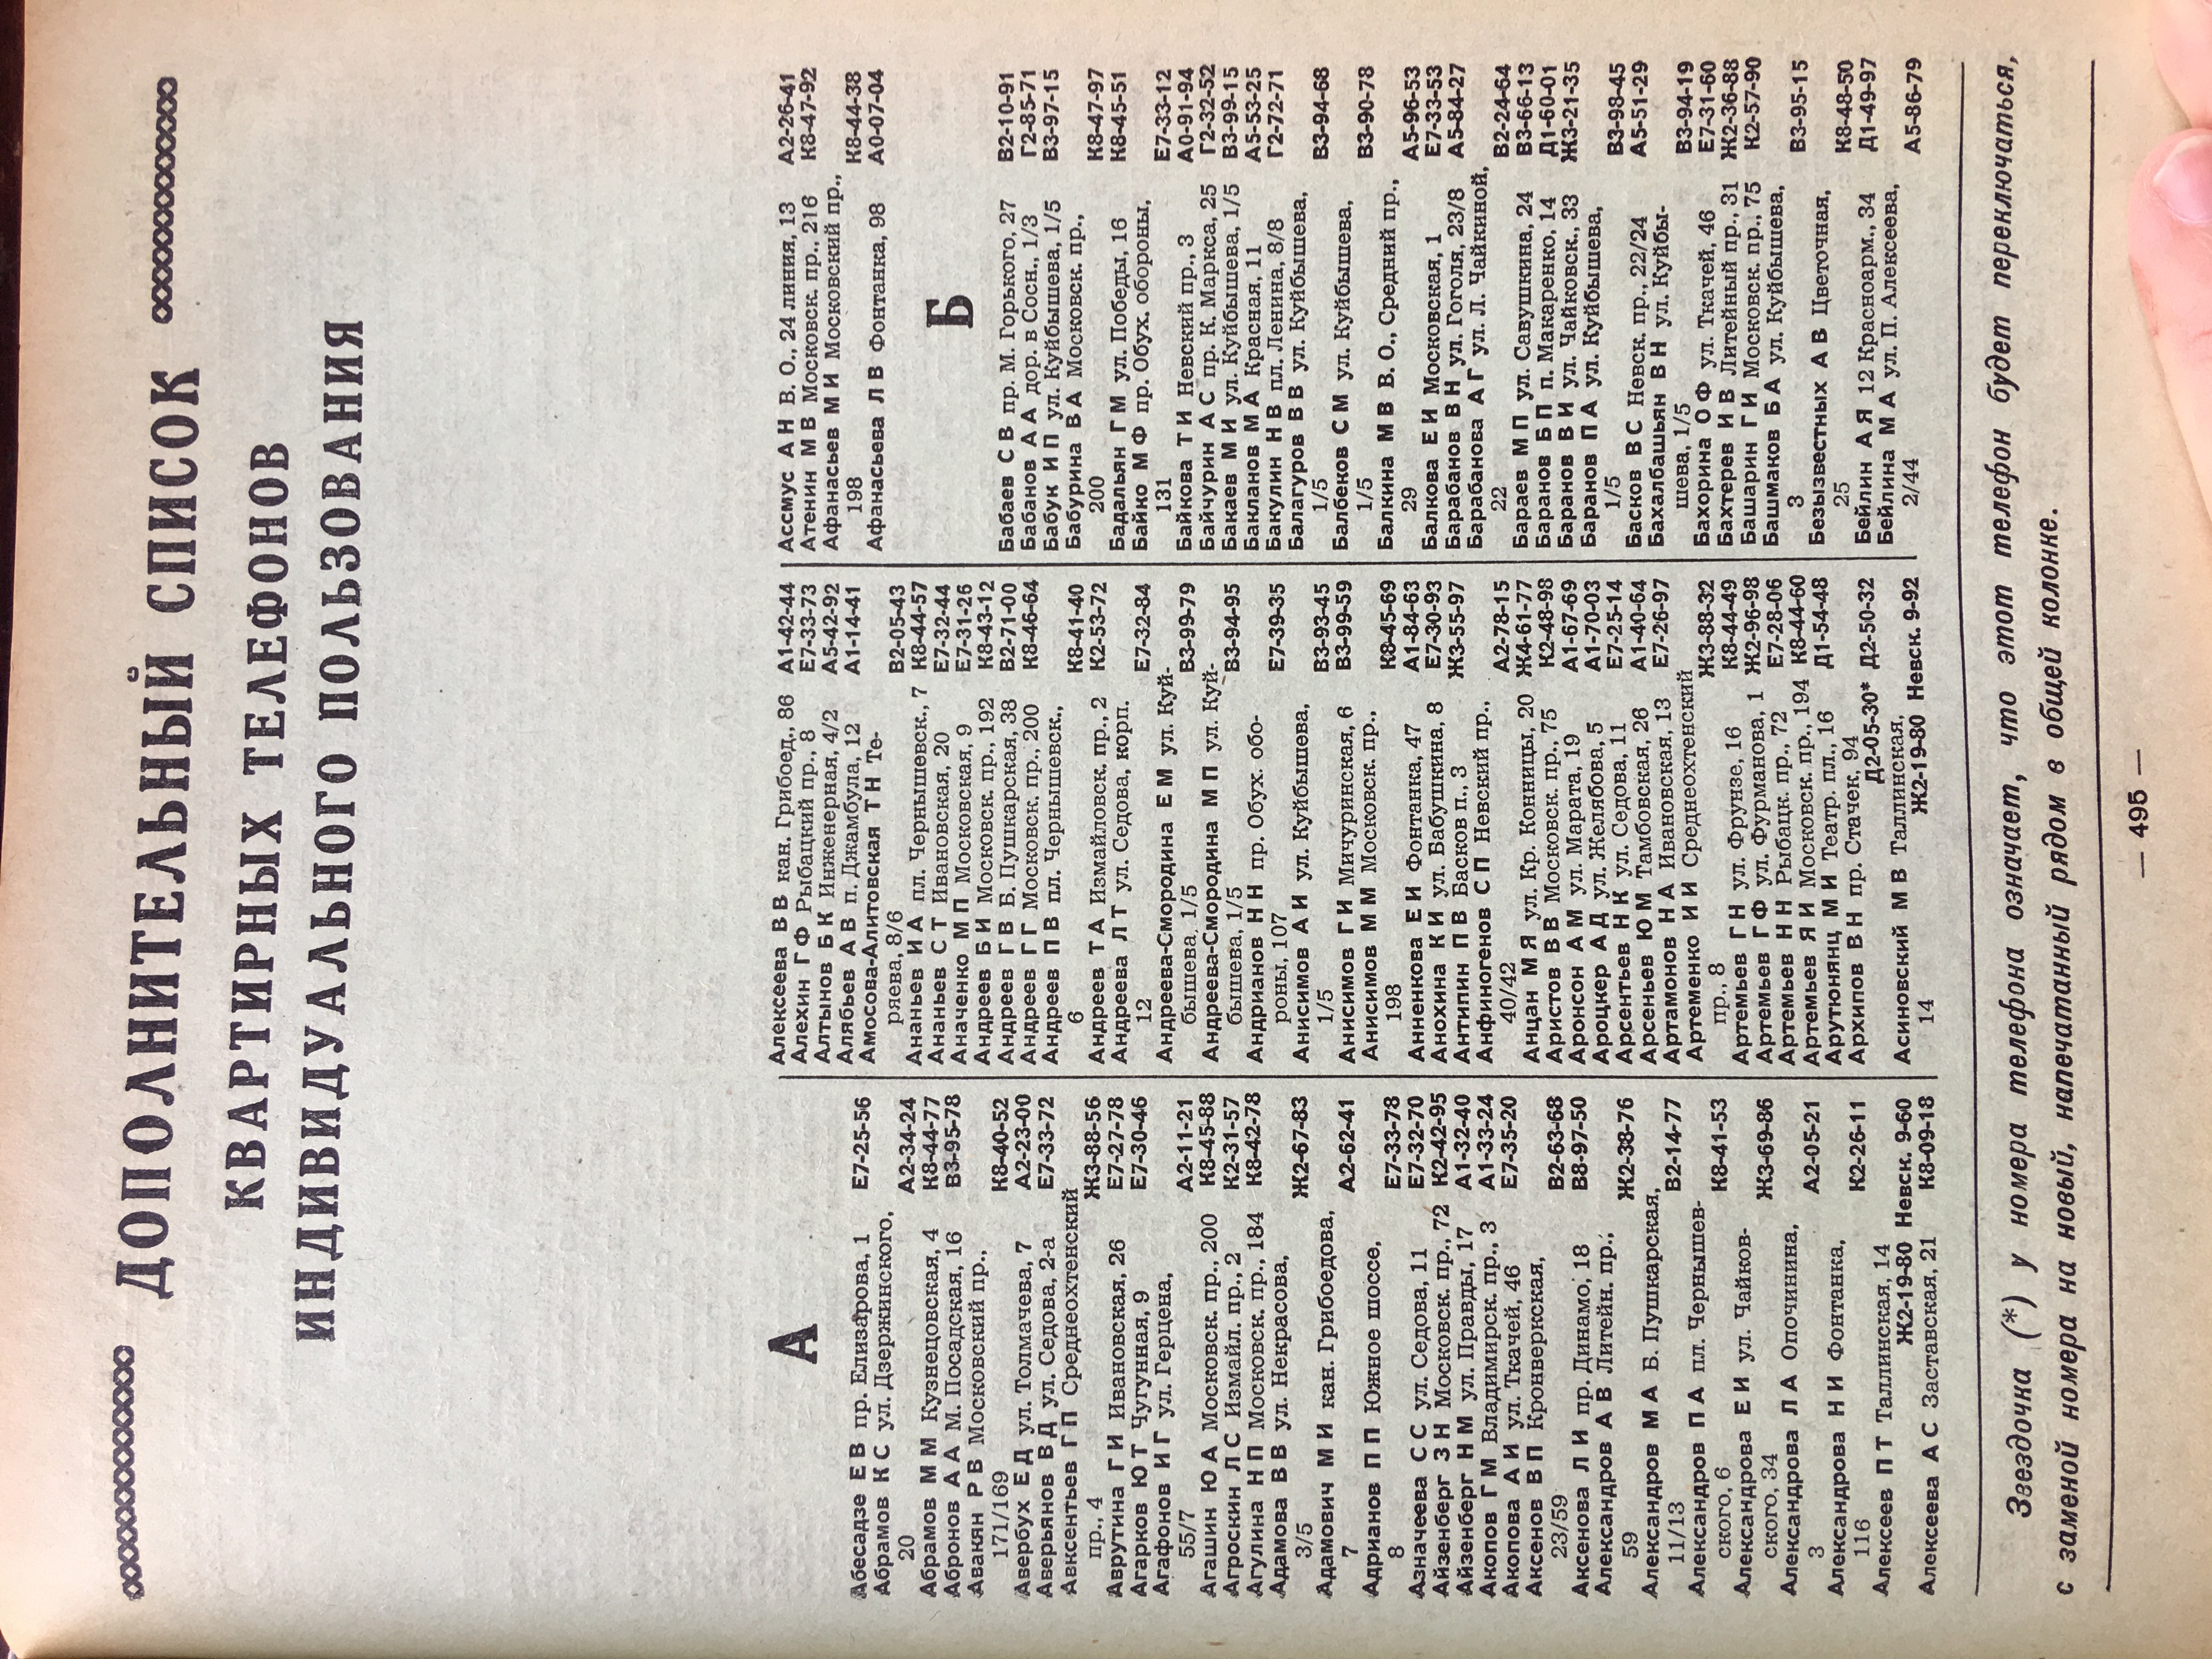 ДОПОЛНИТЕЛЬНЫЙ СПИСОК
КВАРТИРНЫХ ТЕЛЕФОНОВ
ИНДИВИДУАЛЬНОГО ПОЛЬЗОВАНИЯ
А
Абесадзе Е В пр. Елизарова, 1 Е7-25-56
Абрамов К С ул. Дзержинского,
20 А2-34-24
Абрамов М М Кузнецовская, 4 К8-44-77
Абронов А А М. Посадская, 16 В3-95-78
Авакян Р В Московский пр.,
171/169 К8-40-52
Авербух Е Д ул. Толмачева, 7 А2-23-00
Аверьянов В Д ул. Седова, 2-а Е7-33-72
Авксентьев Г П Среднеохтенский
пр., 4 Ж3-88-56
Аврутина Г И Ивановская, 26 Е7-27-78
Агарков Ю Т Чугунная, 9 Е7-30-46
Агафонов И Г ул. Герцена,
55/7 А2-11-21
Агашин Ю А Московск. пр., 200 К8-45-88
Агроскин Л С Измайл. пр., 2 К2-31-57
Агулина Н П Московск. пр., 184 К8-42-78
Адамова В В ул. Некрасова,
3/5 Ж2-67-83
Адамович М И кан. Грибоедова,
7 А2-62-41
Адрианов П П Южное шоссе,
8 Е7-33-78
Азначеева С С ул. Седова, 11 Е7-32-70
Айзенберг З Н Московск. пр., 72 К2-42-95
Айзенберг Н М ул. Правды, 17 А1-32-40
Акопов Г М Владимирск. пр., 3 А1-33-24
Акопова А И ул. Ткачей, 46 Е7-35-20
Аксенов В П Кронверкская,
23/59 В2-63-68
Аксенова Л И пр. Динамо, 18 В8-97-50
Александров А В Литейн. пр.,
59 Ж2-38-76
Александров М А Б. Пушкарская,
11/13 В2-14-77
Александров П А пл. Чернышев-
ского, 6 К8-41-53
Александрова Е И ул. Чайков-
ского, 34 Ж3-69-86
Александрова Л А Опочинина,
3 А2-05-21
Александрова Н И Фонтанка,
116 К2-26-11
Алексеев П Т Таллинская, 14
Ж2-19-80 Невск. 9-60
Алексеева А С Заставская, 21 К8-09-18
Алексеева В В кан. Грибоед., 86 А1-42-44
Алехин Г Ф Рыбацкий пр., 8 Е7-33-73
Алтынов Б К Инженерная, 4/2 А5-42-92
Алябьев А В п. Джамбула, 12 А1-14-41
Амосова-Алитовская Т Н Те-
ряева, 8/6 В2-05-43
Ананьев И А пл. Чернышевск., 7 К8-44-57
Ананьев С Т Ивановская, 20 Е7-32-44
Аначенко М П Московская, 9 Е7-31-26
Андреев Б И Московск. пр., 192 К8-43-12
Андреев Г В Б. Пушкарская, 38 В2-71-00
Андреев Г Г Московск. пр., 200 К8-46-64
Андреев П В пл. Чернышевск.,
6 К8-41-40
Андреев Т А Измайловск. пр., 2 К2-53-72
Андреева Л Т ул. Седова, корп.
12 Е7-32-84
Андреева-Смородина Е М ул. Куй-
бышева, 1/5 В3-99-79
Андреева-Смородина М П ул. Куй-
бышева, 1/5 В3-94-95
Андрианов Н Н пр. Обух. обо-
роны, 107 Е7-39-35
Анисимов А И ул. Куйбышева,
1/5 В3-93-45
Анисимов Г И Мичуринская, 6 В3-99-59
Анисимов М М Московск. пр.,
198 К8-45-69
Анненкова Е И Фонтанка, 47 А1-84-63
Анохина К И ул. Бабушкина, 8 Е7-30-93
Антипин П В Басков п., 3 Ж3-55-97
Анфиногенов С П Невский пр.,
40/42 А2-78-15
Анцан М Я ул. Кр. Конницы, 20 Ж4-61-77
Аристов В В Московск. пр., 75 К2-48-98
Аронсон А М ул. Марата, 19 А1-67-69
Ароцкер А Д ул. Желябова, 5 А1-70-03
Арсентьев Н К ул. Седова, 11 Е7-25-14
Арсеньев Ю М Тамбовская, 26 А1-40-64
Артамонов Н А Ивановская, 13 Е7-26-97
Артеменко И И Среднеохтенский
пр., 8 Ж3-88-32
Артемьев Г Н ул. Фрунзе, 16 К8-44-49
Артемьев Г Ф ул. Фурманова, 1 Ж2-96-98
Артемьев Н Н Рыбацк. пр., 72 Е7-28-06
Артемьев Я И Московск. пр., 194 К8-44-60
Арутюнянц М И Театр. пл., 16 Д1-54-48
Архипов В Н пр. Стачек, 94
Д2-05-30* Д2-50-32
Асиновский М В Таллинская,
14 Ж2-19-80 Невск. 9-92
Ассмус А Н В. О., 24 линия, 13 А2-26-41
Атенин М В Московск. пр., 216 К8-47-92
Афанасьев М И Московский пр.,
198 К8-44-38
Афанасьева Л В Фонтанка, 98 А0-07-04
Б
Бабаев С В пр. М. Горького, 27 В2-10-91
Бабанов А А дор. в Сосн., 1/3 Г2-85-71
Бабук И П ул. Куйбышева, 1/5 В3-97-15
Бабурина В А Московск. пр.,
200 К8-47-97
Бадальян Г М ул. Победы, 16 К8-45-51
Байко М Ф пр. Обух. обороны,
131 Е7-33-12
Байкова Т И Невский пр., 3 А0-91-94
Байчурин А С пр. К. Маркса, 25 Г2-32-52
Бакаев М И ул. Куйбышева, 1/5 В3-99-15
Бакланов М А Красная, 11 А5-53-25
Бакулин Н В пл. Ленина, 8/8 Г2-72-71
Балагуров В В ул. Куйбышева,
1/5 В3-94-68
Балбеков С М ул. Куйбышева,
1/5 В3-90-78
Балкина М В В. О., Средний пр.,
29 А5-96-53
Балкова Е И Московская, 1 Е7-33-53
Барабанов В Н ул. Гоголя, 23/8 А5-84-27
Барабанова А Г ул. Л. Чайкиной,
22 В2-24-64
Бараев М П ул. Савушкина, 24 В3-66-13
Баранов Б П п. Макаренко, 14 Д1-60-01
Баранов В И ул. Чайковск., 33 Ж3-21-35
Баранов П А ул. Куйбышева,
1/5 В3-98-45
Басков В С Невск. пр., 22/24 А5-51-29
Бахалбашьян В Н ул. Куйбы-
шева, 1/5 В3-94-19
Бахорина О Ф ул. Ткачей, 46 Е7-31-60
Бахтерев И В Литейный пр., 31 Ж2-36-88
Башарин Г И Московск. пр., 75 К2-57-90
Башмаков Б А ул. Куйбышева,
3 В3-95-15
Безызвестных А В Цветочная,
25 К8-48-50
Бейлин А Я 12 Красноарм., 34 Д1-49-97
Бейлина М А ул. П. Алексеева,
2/44 А5-86-79
Звездочка (*) у номера телефона означает, что этот телефон будет переключаться,
с заменой номера на новый, напечатанный рядом в общей колонке.
— 495 —